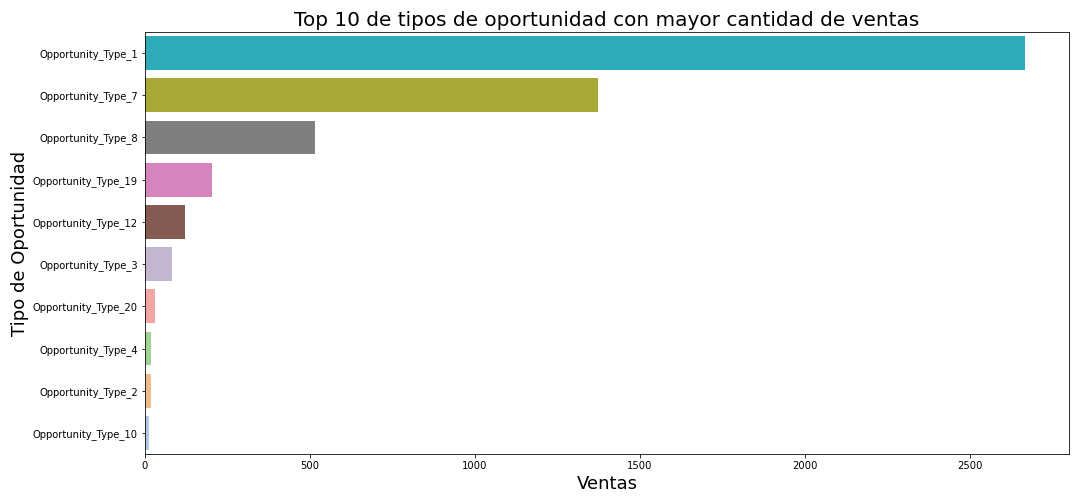 Top 10 de tipos de oportunidad con mayor cantidad de ventas
Tipo de Oportunidad
Opportunity_Type_1
Opportunity_Type_7
Opportunity_Type_8
Opportunity_Type_19
Opportunity_Type_12
Opportunity_Type_3
Opportunity_Type_20
Opportunity_Type_4
Opportunity_Type_2
Opportunity_Type_10
0 500 1000 1500 2000 2500
Ventas